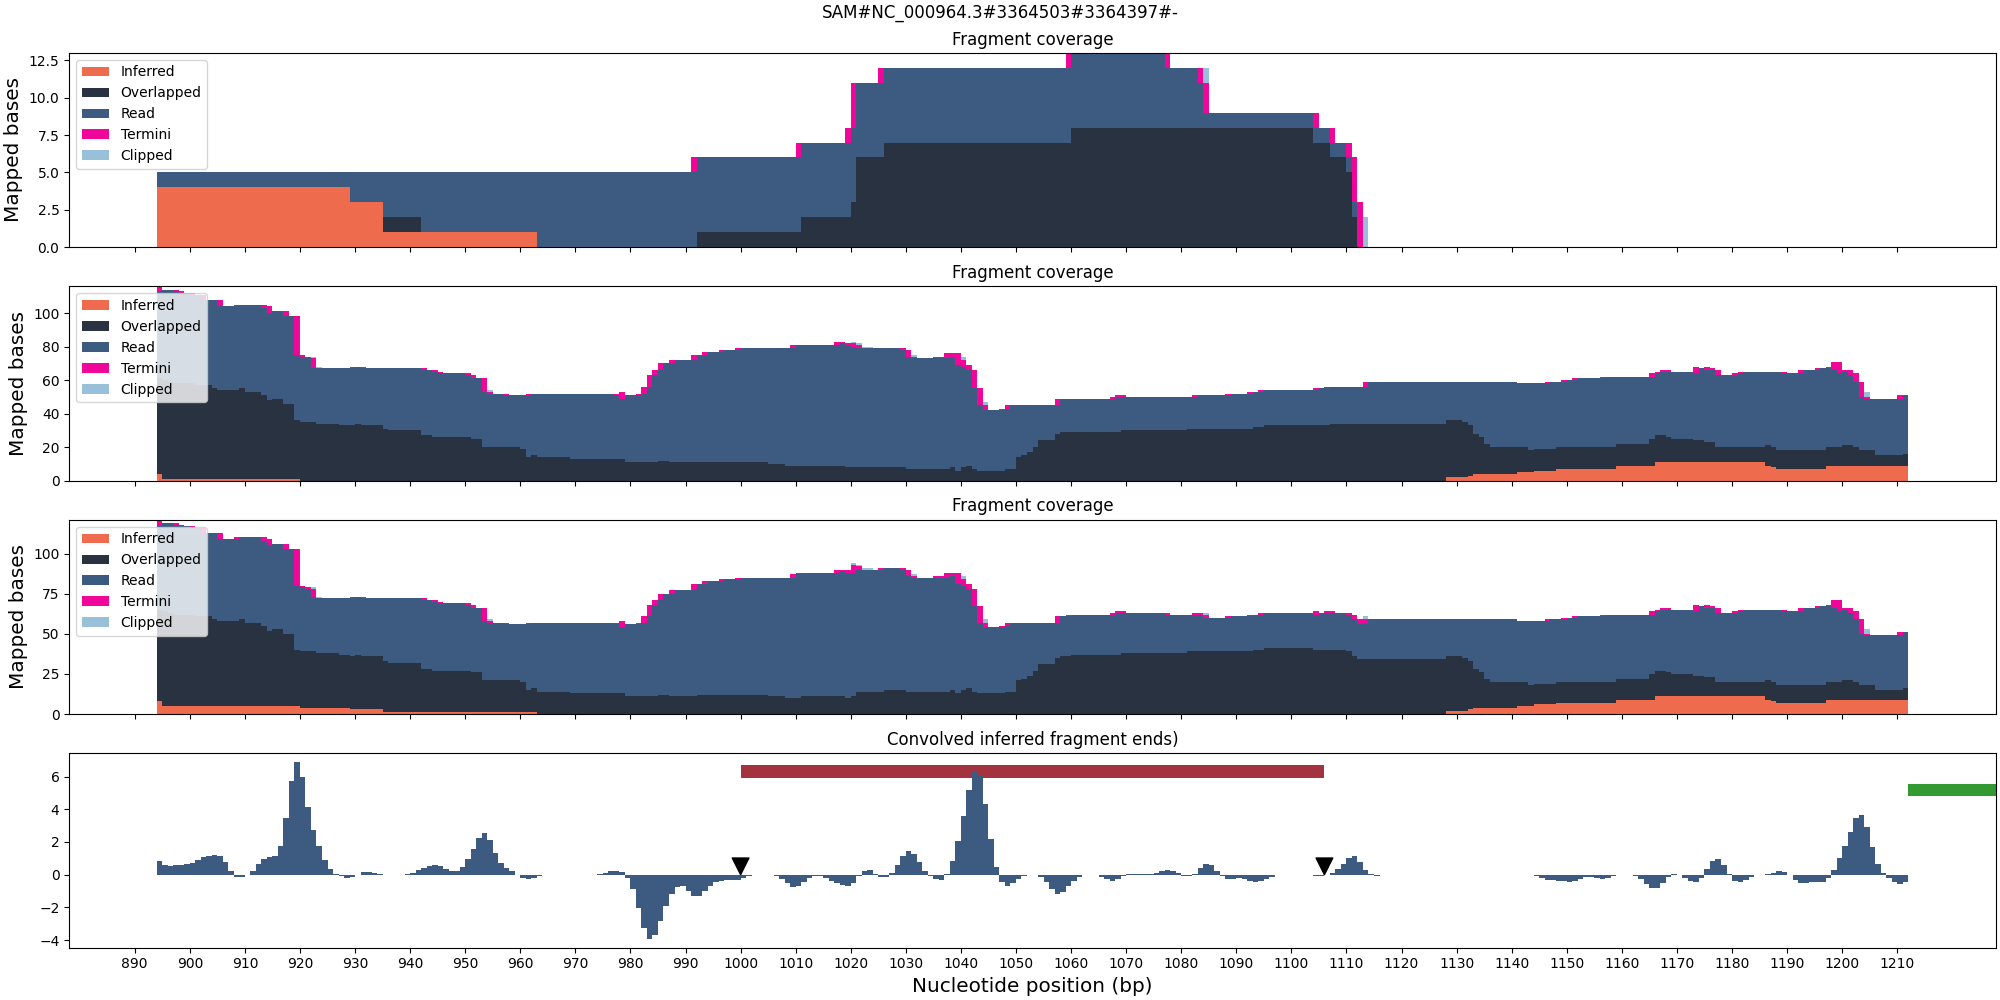 SAM#NC_000964.3#3364503#3364397#-
Fragment coverage
Mapped bases
12.5
10.0
7.5
5.0
2.5
0.0
Inferred
Overlapped
Read
Termini
Clipped
Fragment coverage
Mapped bases
100
80
60
40
20
0
Inferred
Overlapped
Read
Termini
Clipped
Fragment coverage
Mapped bases
100
75
50
25
0
Inferred
Overlapped
Read
Termini
Clipped
Convolved inferred fragment ends)
6
4
2
0
−2
−4
890 900 910 920 930 940 950 960 970 980 990 1000 1010 1020 1030 1040 1050 1060 1070 1080 1090 1100 1110 1120 1130 1140 1150 1160 1170 1180 1190 1200 1210
Nucleotide position (bp)